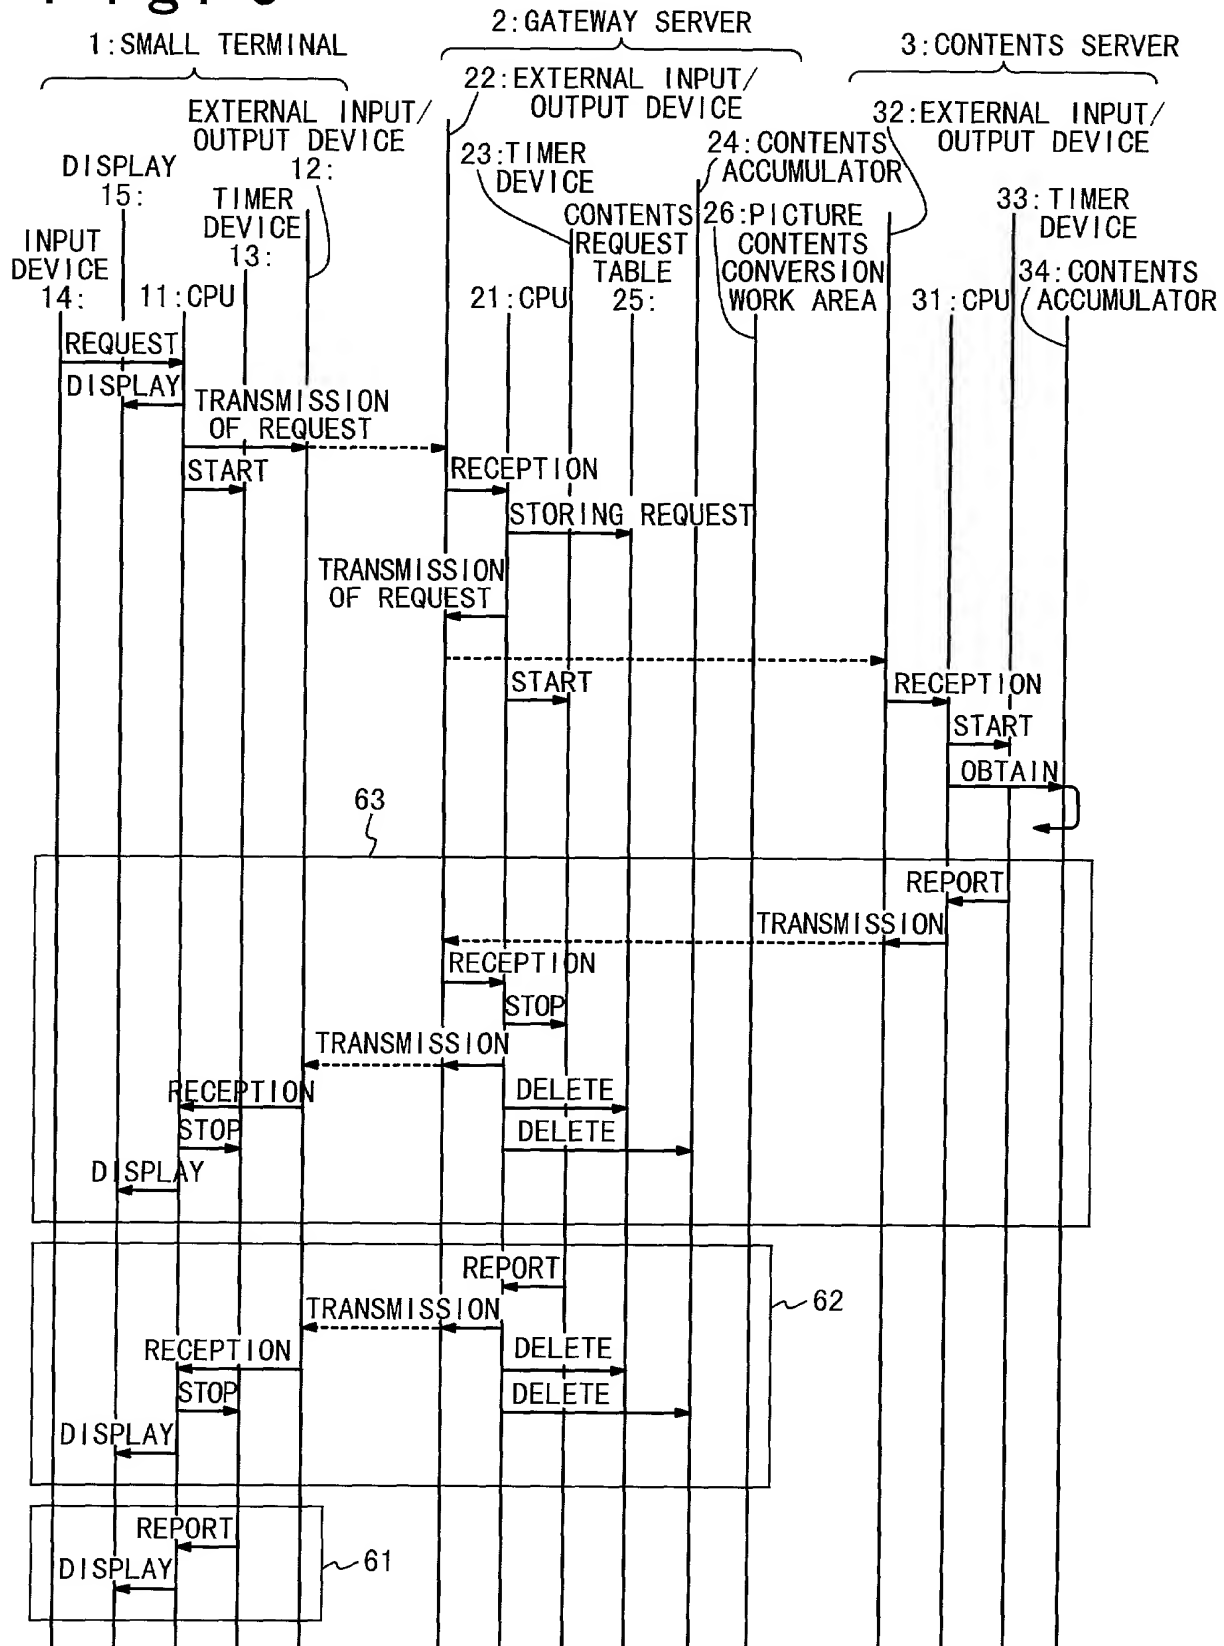 1:SMALL TERMINAL
2:GATEWAY SERVER
3:CONTENTS SERVER
EXTERNAL INPUT/
OUTPUT DEVICE
12:
22:EXTERNAL INPUT/
OUTPUT DEVICE
32:EXTERNAL INPUT/
OUTPUT DEVICE
DISPLAY
15:
TIMER
DEVICE
13:
23:TIMER
DEVICE
24:CONTENTS
ACCUMULATOR
33:TIMER
DEVICE
INPUT
DEVICE
14:
11:CPU
21:CPU
CONTENTS
REQUEST
TABLE
25:
26:PICTURE
CONTENTS
CONVERSION
WORK AREA
31:CPU
34:CONTENTS
ACCUMULATOR
REQUEST
DISPLAY
TRANSMISSION
OF REQUEST
START
RECEPTION
STORING REQUEST
TRANSMISSION
OF REQUEST
START
RECEPTION
START
OBTAIN
63
REPORT
TRANSMISSION
RECEPTION
STOP
TRANSMISSION
RECEPTION
DELETE
STOP
DELETE
DISPLAY
REPORT
62
TRANSMISSION
RECEPTION
DELETE
STOP
DELETE
DISPLAY
REPORT
61
DISPLAY